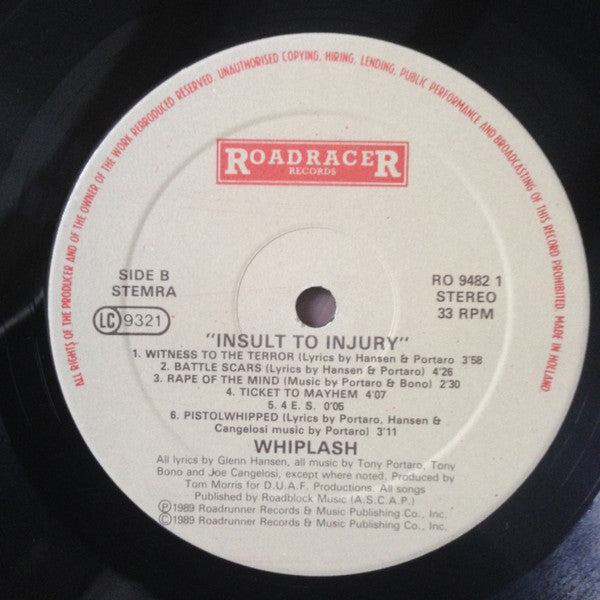 ALL RIGHTS OF THE PRODUCER AND OF THE OWNER OF THE WORK REPRODUCED RESERVED. UNAUTHORISED COPYING, HIRING, LENDING, PUBLIC PERFORMANCE AND BROADCASTING OF THIS RECORD PROHIBITED. MADE IN HOLLAND
ROADRACER
RECORDS
SIDE B
STEMRA
LC 9321
RO 9482 1
STEREO
33 RPM
"INSULT TO INJURY"
1. WITNESS TO THE TERROR (Lyrics by Hansen & Portaro) 3'58
2. BATTLE SCARS (Lyrics by Hansen & Portaro) 4'26
3. RAPE OF THE MIND (Music by Portaro & Bono) 2'30
4. TICKET TO MAYHEM 4'07
5. 4 E. S. 0'05
6. PISTOLWHIPPED (Lyrics by Portaro, Hansen &
Cangelosi music by Portaro) 3'11
WHIPLASH
All lyrics by Glenn Hansen, all music by Tony Portaro, Tony
Bono and Joe Cangelosi, except where noted. Produced by
Tom Morris for D.U.A.F. Productions. All songs
Published by Roadblock Music (A.S.C.A.P.)
℗1989 Roadrunner Records & Music Publishing Co., Inc.
©1989 Roadrunner Records & Music Publishing Co., Inc.